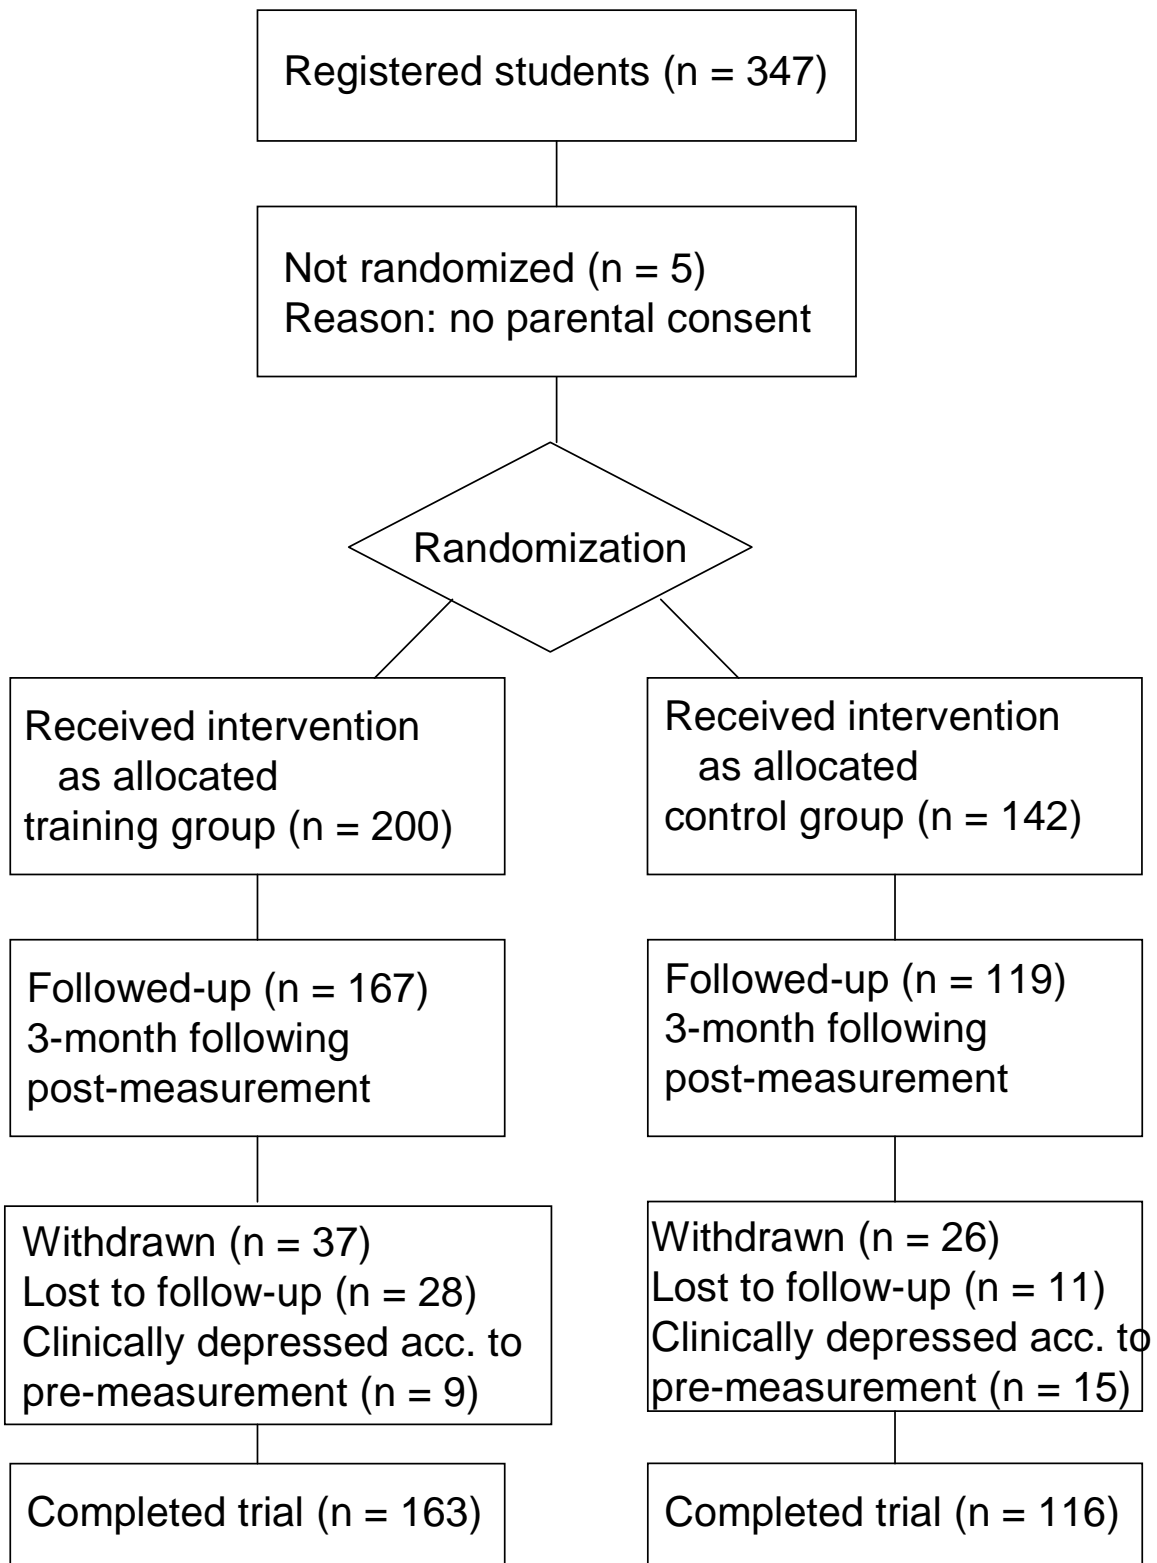 Registered students (n = 347)
Not randomized (n = 5)
Reason: no parental consent
Randomization
Received intervention
as allocated
training group (n = 200)
Received intervention
as allocated
control group (n = 142)
Followed-up (n = 167)
3-month following
post-measurement
Followed-up (n = 119)
3-month following
post-measurement
Withdrawn (n = 37)
Lost to follow-up (n = 28)
Clinically depressed acc. to
pre-measurement (n = 9)
Withdrawn (n = 26)
Lost to follow-up (n = 11)
Clinically depressed acc. to
pre-measurement (n = 15)
Completed trial (n = 163)
Completed trial (n = 116)